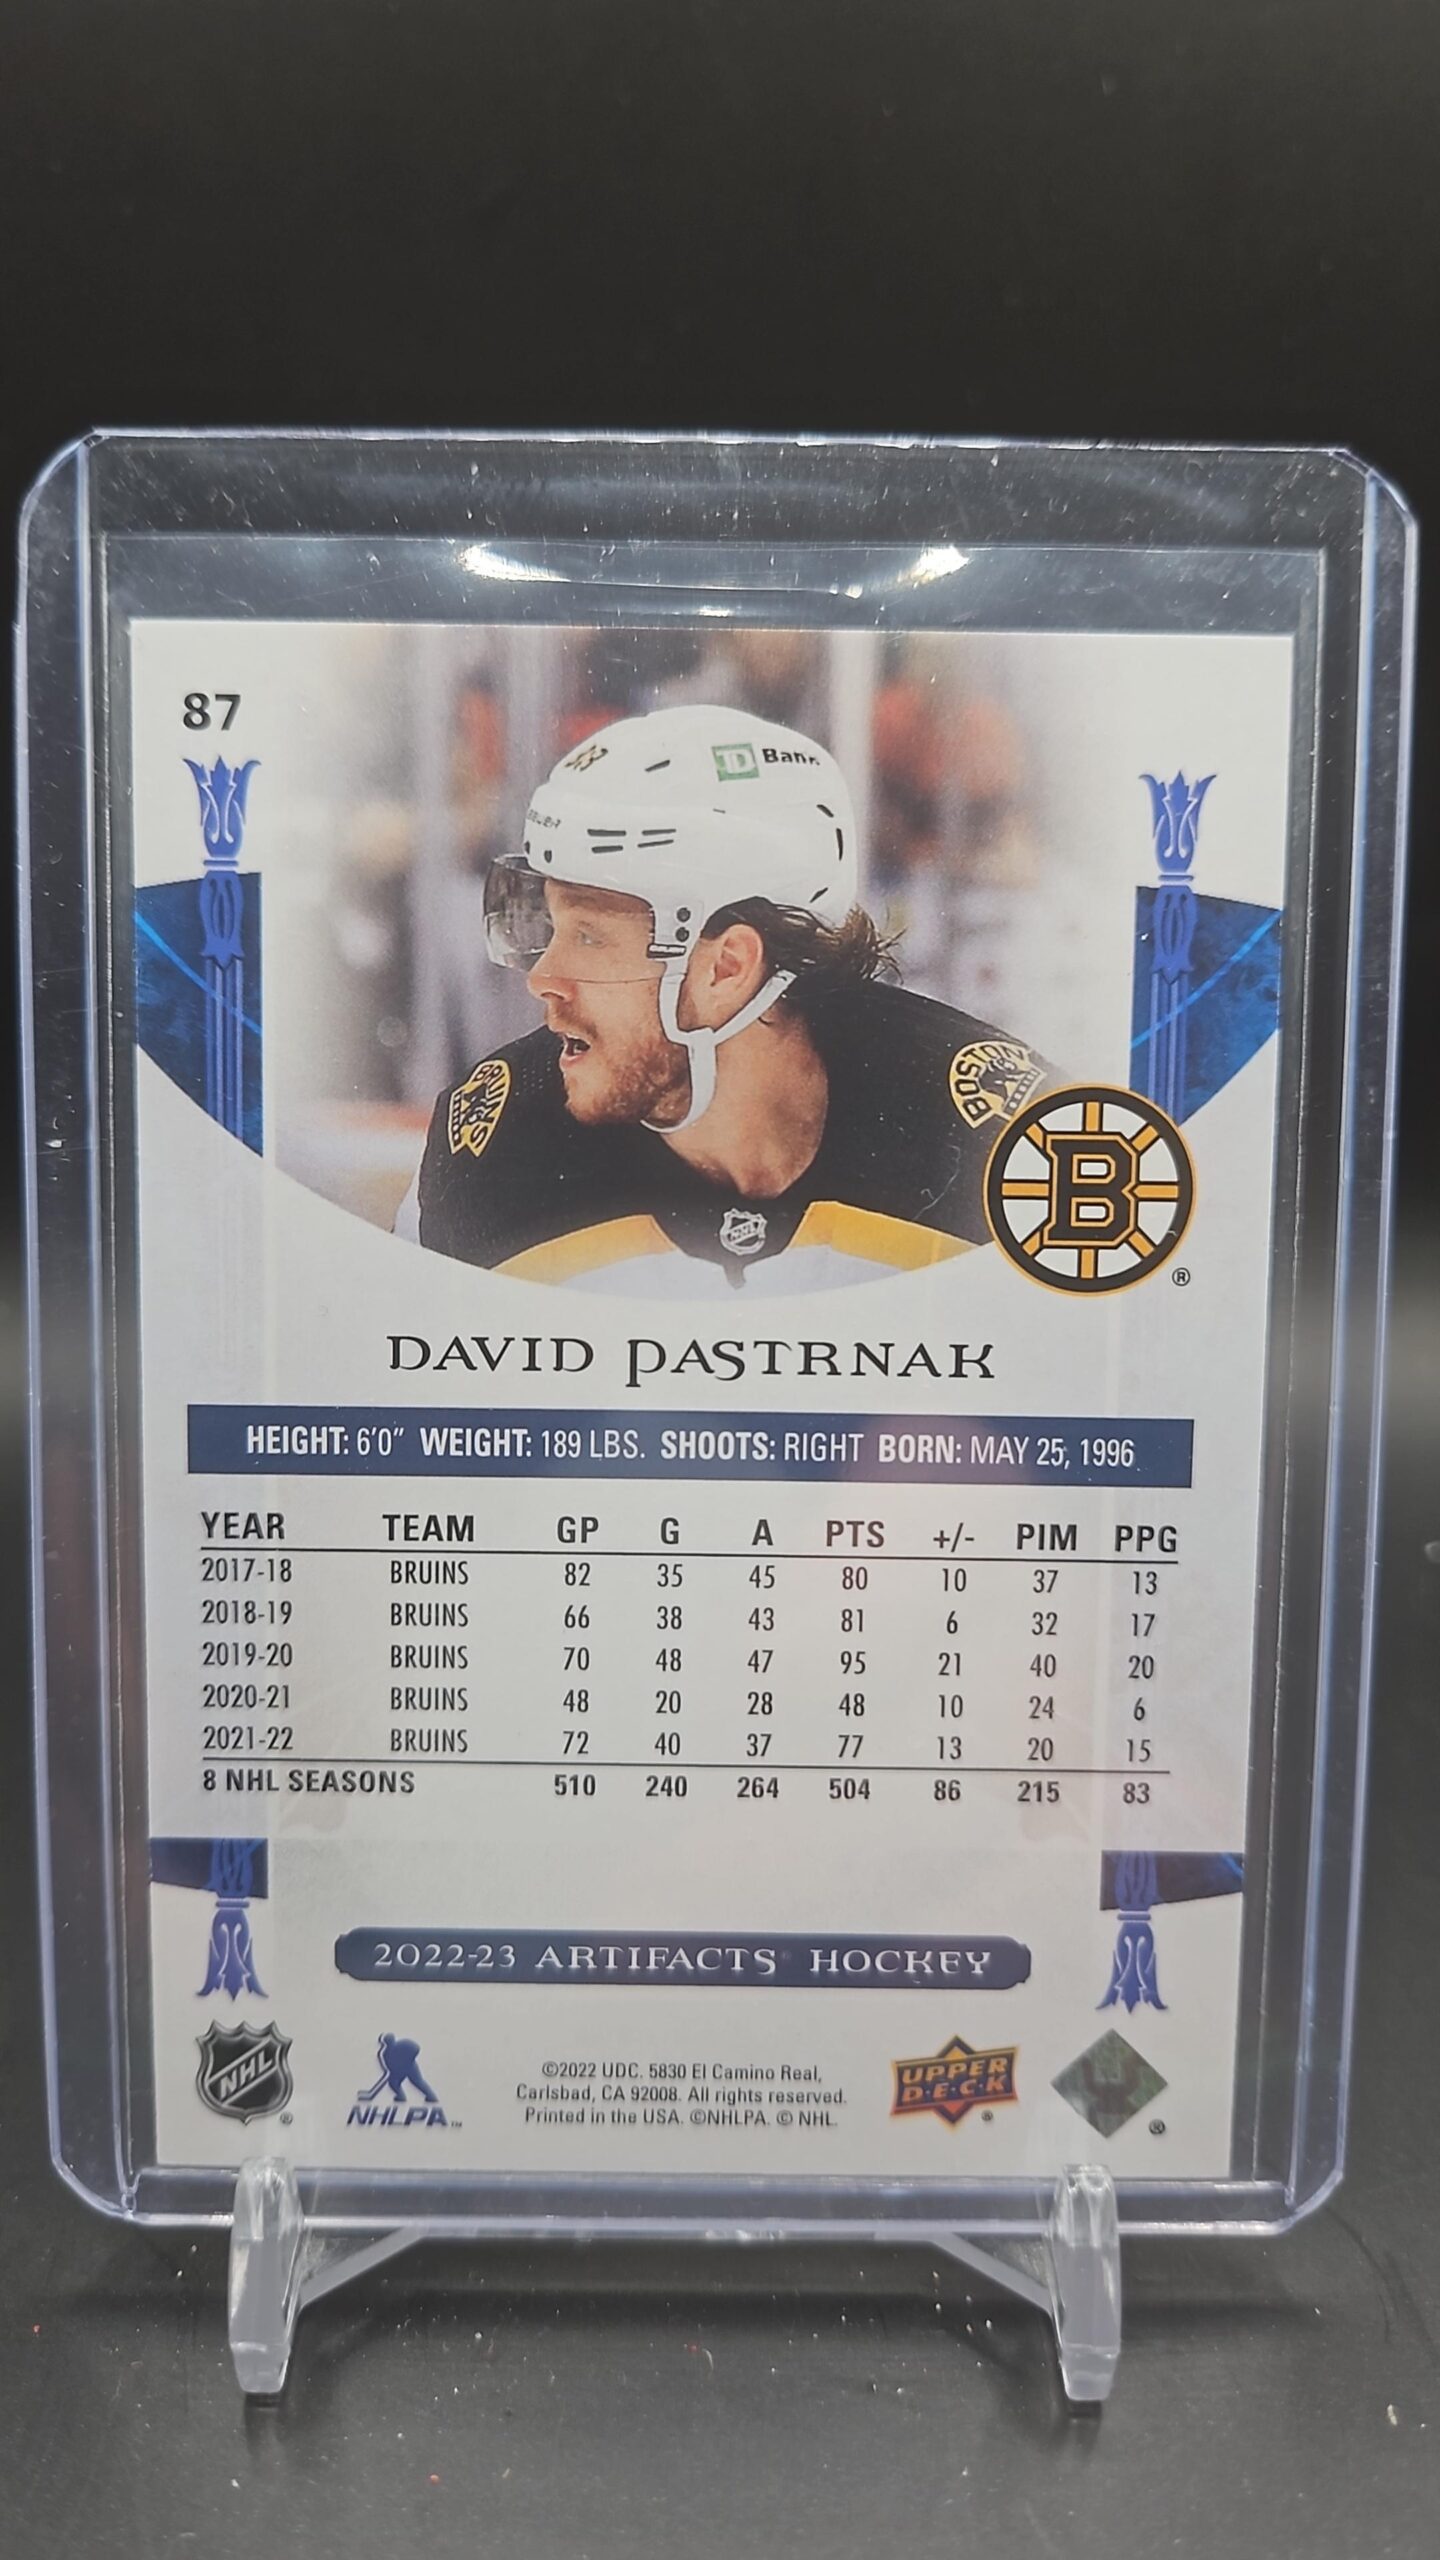 87
TD Bank
BAUER
BRUINS
BOSTON
NHL
B
®
DAVID PASTRNAK
HEIGHT: 6'0" WEIGHT: 189 LBS. SHOOTS: RIGHT BORN: MAY 25, 1996
YEAR TEAM GP G A PTS +/- PIM PPG
2017-18 BRUINS 82 35 45 80 10 37 13
2018-19 BRUINS 66 38 43 81 6 32 17
2019-20 BRUINS 70 48 47 95 21 40 20
2020-21 BRUINS 48 20 28 48 10 24 6
2021-22 BRUINS 72 40 37 77 13 20 15
8 NHL SEASONS 510 240 264 504 86 215 83
2022-23 ARTIFACTS® HOCKEY
NHL ®
NHLPA™
©2022 UDC. 5830 El Camino Real,
Carlsbad, CA 92008. All rights reserved.
Printed in the USA. ©NHLPA. © NHL.
UPPER
DECK ®
®